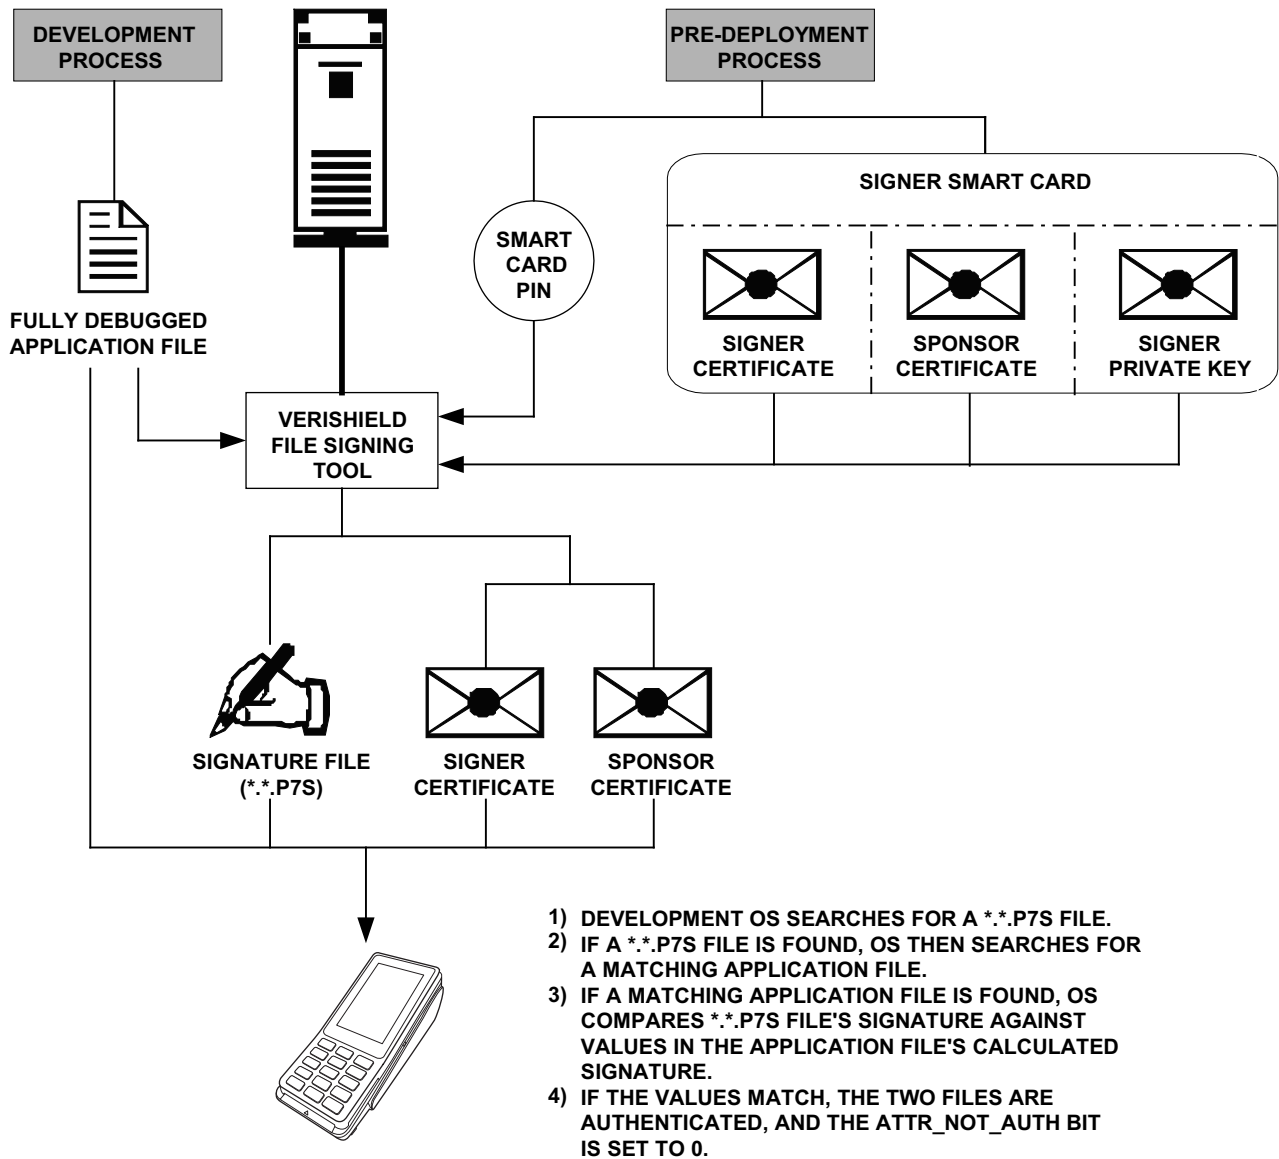 DEVELOPMENT
PROCESS
PRE-DEPLOYMENT
PROCESS
SIGNER SMART CARD
SMART
CARD
PIN
SIGNER
CERTIFICATE
SPONSOR
CERTIFICATE
SIGNER
PRIVATE KEY
FULLY DEBUGGED
APPLICATION FILE
VERISHIELD
FILE SIGNING
TOOL
SIGNATURE FILE
(*.*.P7S)
SIGNER
CERTIFICATE
SPONSOR
CERTIFICATE
1) DEVELOPMENT OS SEARCHES FOR A *.*.P7S FILE.
2) IF A *.*.P7S FILE IS FOUND, OS THEN SEARCHES FOR
A MATCHING APPLICATION FILE.
3) IF A MATCHING APPLICATION FILE IS FOUND, OS
COMPARES *.*.P7S FILE'S SIGNATURE AGAINST
VALUES IN THE APPLICATION FILE'S CALCULATED
SIGNATURE.
4) IF THE VALUES MATCH, THE TWO FILES ARE
AUTHENTICATED, AND THE ATTR_NOT_AUTH BIT
IS SET TO 0.